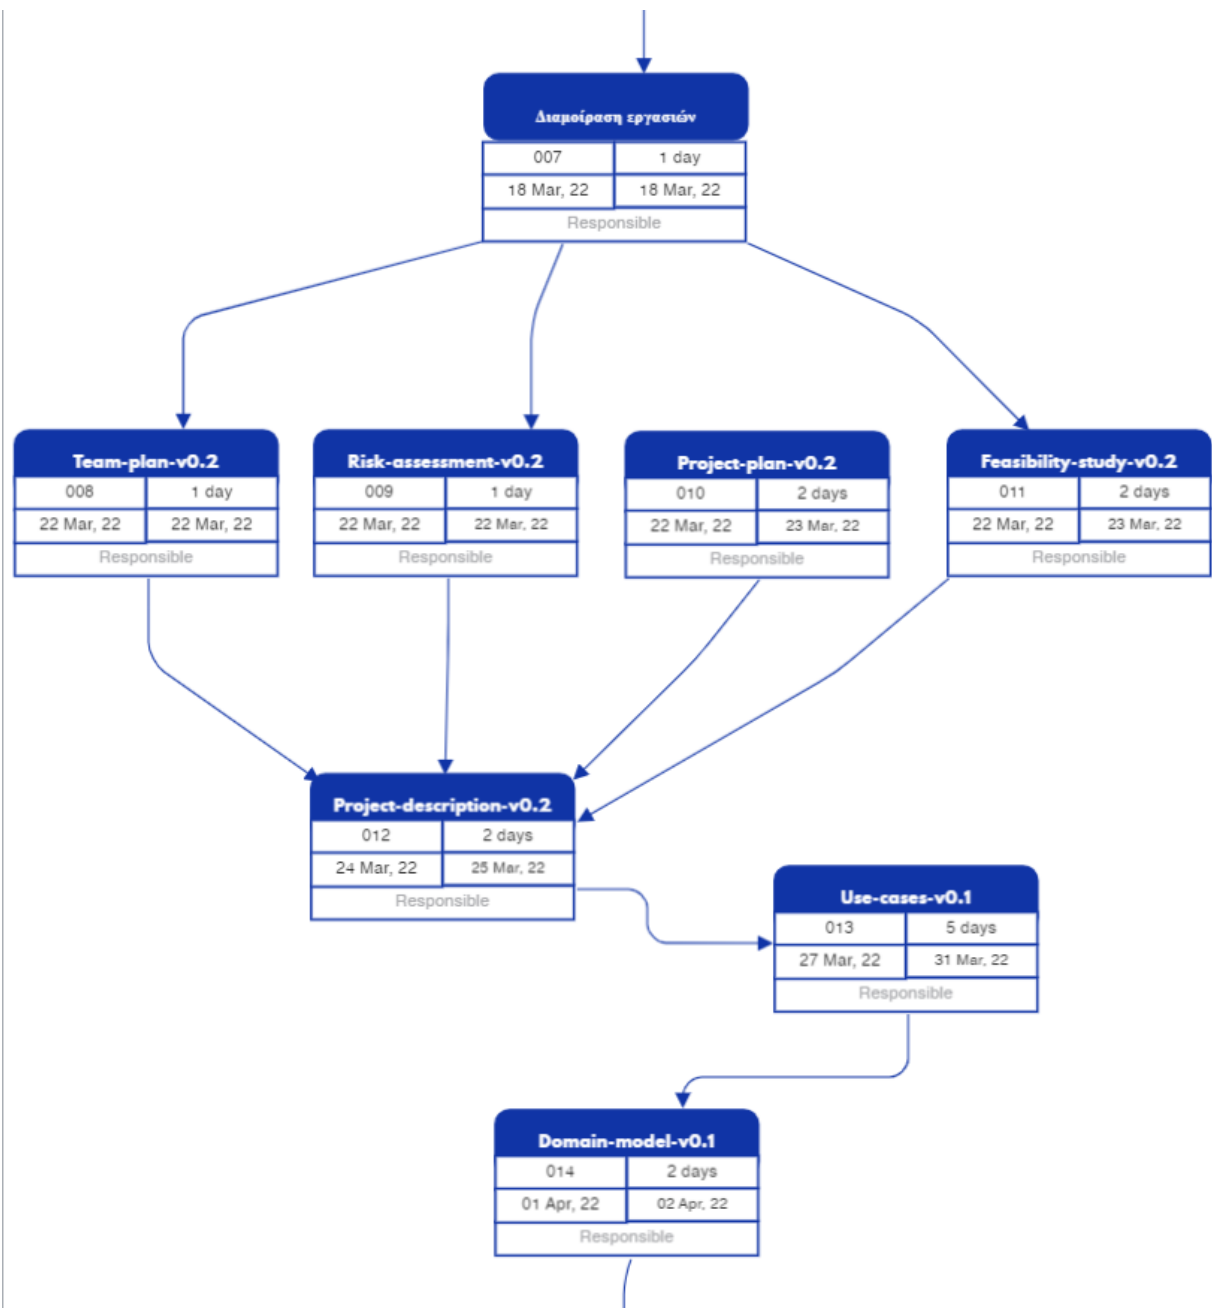 Διαμοίραση εργασιών
007 1 day
18 Mar, 22 18 Mar, 22
Responsible
Team-plan-v0.2
008 1 day
22 Mar, 22 22 Mar, 22
Responsible
Risk-assessment-v0.2
009 1 day
22 Mar, 22 22 Mar, 22
Responsible
Project-plan-v0.2
010 2 days
22 Mar, 22 23 Mar, 22
Responsible
Feasibility-study-v0.2
011 2 days
22 Mar, 22 23 Mar, 22
Responsible
Project-description-v0.2
012 2 days
24 Mar, 22 25 Mar, 22
Responsible
Use-cases-v0.1
013 5 days
27 Mar, 22 31 Mar, 22
Responsible
Domain-model-v0.1
014 2 days
01 Apr, 22 02 Apr, 22
Responsible